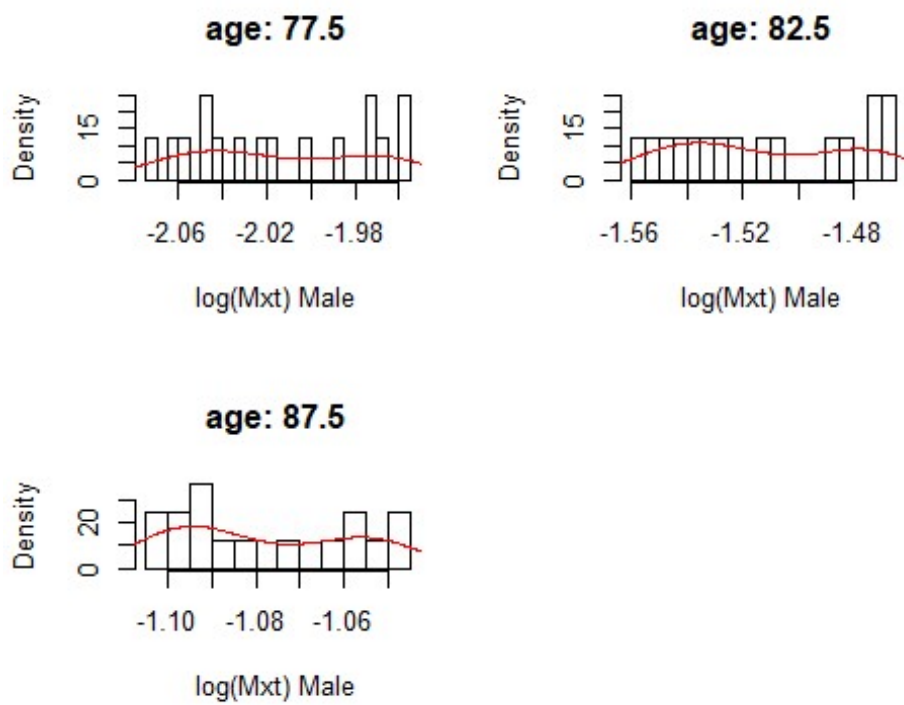 age: 77.5
Density
15
0
-2.06 -2.02 -1.98
log(Mxt) Male
age: 82.5
Density
15
0
-1.56 -1.52 -1.48
log(Mxt) Male
age: 87.5
Density
20
0
-1.10 -1.08 -1.06
log(Mxt) Male